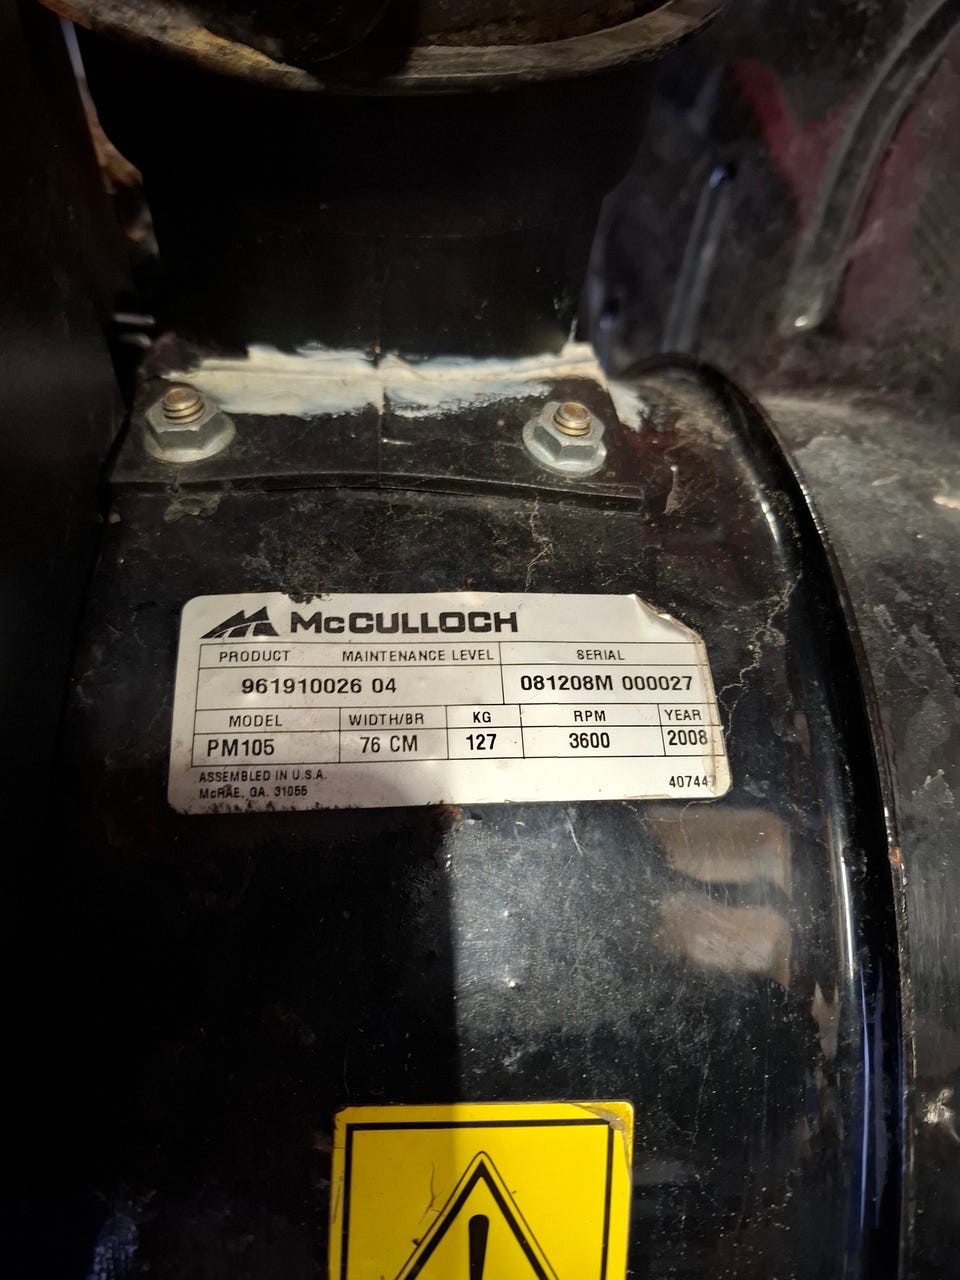 McCULLOCH
PRODUCT MAINTENANCE LEVEL SERIAL
961910026 04 081208M 000027
MODEL WIDTH/BR KG RPM YEAR
PM105 76 CM 127 3600 2008
ASSEMBLED IN U.S.A.
McRAE, GA. 31055 407447